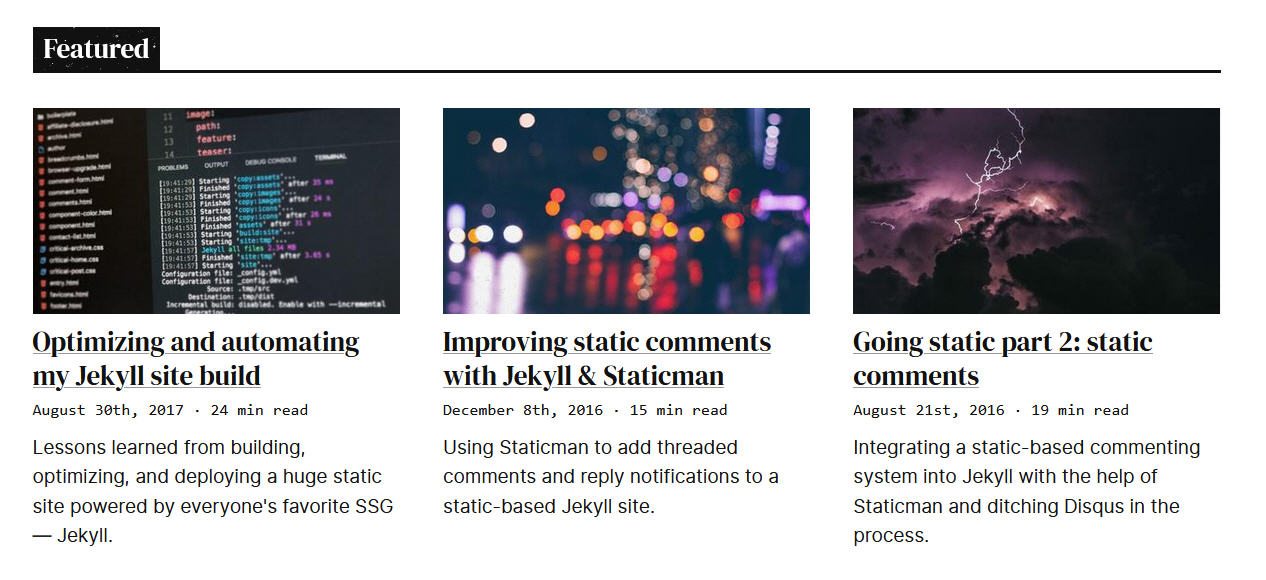 Featured
boilerplate
affiliate-disclosure.html
archive.html
author
breadcrumbs.html
browser-upgrade.html
comment-form.html
comment.html
comments.html
component-color.html
component.html
contact-list.html
critical-archive.css
critical-home.css
critical-post.css
entry.html
favicons.html
footer.html
11 image:
12 path:
13 feature:
14 teaser:
PROBLEMS OUTPUT DEBUG CONSOLE TERMINAL
[19:41:29] Starting 'copy:assets'...
[19:41:29] Finished 'copy:assets' after 35 ms
[19:41:29] Starting 'copy:images'...
[19:41:53] Finished 'copy:images' after 24 s
[19:41:53] Starting 'copy:icons'...
[19:41:53] Finished 'copy:icons' after 26 ms
[19:41:53] Finished 'assets' after 31 s
[19:41:53] Starting 'build:site'...
[19:41:53] Starting 'site:tmp'...
[19:41:57] Jekyll all files 2.34 MB
[19:41:57] Finished 'site:tmp' after 3.65 s
[19:41:57] Starting 'site'...
Configuration file: _config.yml
Configuration file: _config.dev.yml
Source: .tmp/src
Destination: .tmp/dist
Incremental build: disabled. Enable with --incremental
Generating...
Optimizing and automating
my Jekyll site build
August 30th, 2017 · 24 min read
Lessons learned from building,
optimizing, and deploying a huge static
site powered by everyone's favorite SSG
— Jekyll.
Improving static comments
with Jekyll & Staticman
December 8th, 2016 · 15 min read
Using Staticman to add threaded
comments and reply notifications to a
static-based Jekyll site.
Going static part 2: static
comments
August 21st, 2016 · 19 min read
Integrating a static-based commenting
system into Jekyll with the help of
Staticman and ditching Disqus in the
process.